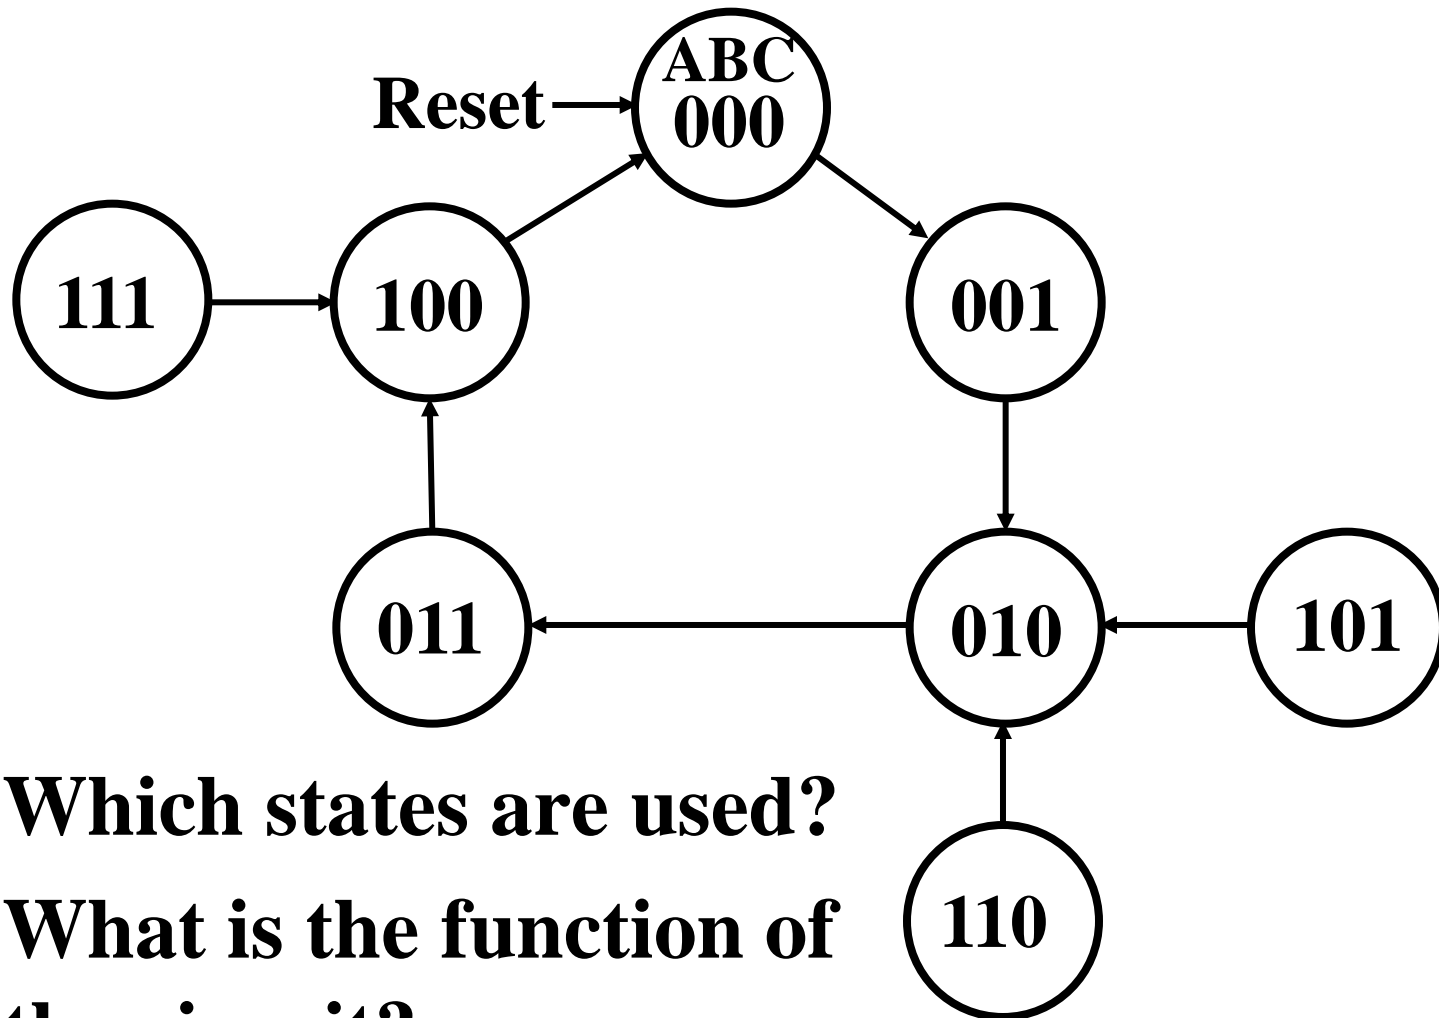 ABC
Reset
000
111
100
001
011
010
101
Which states are used?
What is the function of
110